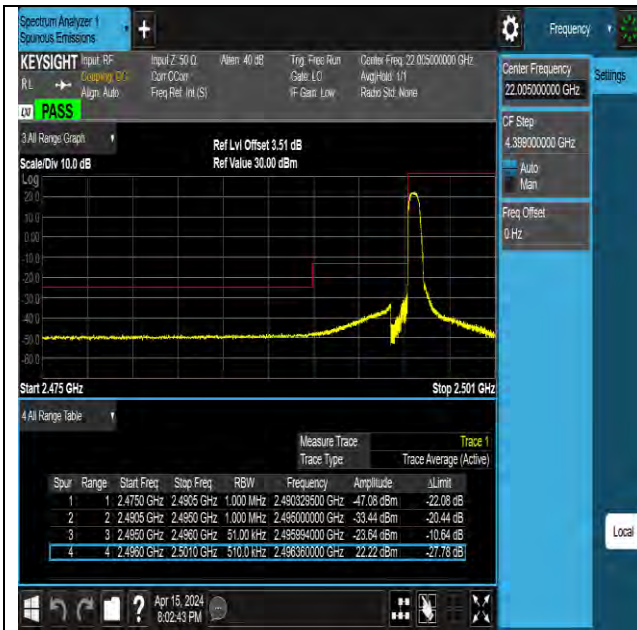 Spectrum Analyzer 1
Spurious Emissions
+
Frequency
KEYSIGHT Input: RF Input Z: 50 Ω Atten: 40 dB Trig: Free Run Center Freq: 22.005000000 GHz
RL Coupling: DC Corr CCorr Gate: LO Avg|Hold: 1/1
Align: Auto Freq Ref: Int (S) IF Gain: Low Radio Std: None
LXI PASS
3 All Range Graph
Ref Lvl Offset 3.51 dB
Scale/Div 10.0 dB Ref Value 30.00 dBm
Log
20.0
10.0
0.00
-10.0
-20.0
-30.0
-40.0
-50.0
-60.0
Start 2.475 GHz Stop 2.501 GHz
4 All Range Table
Measure Trace Trace 1
Trace Type Trace Average (Active)
Spur Range Start Freq Stop Freq RBW Frequency Amplitude ΔLimit
1 1 2.4750 GHz 2.4905 GHz 1.000 MHz 2.490329500 GHz -47.08 dBm -22.08 dB
2 2 2.4905 GHz 2.4950 GHz 1.000 MHz 2.495000000 GHz -33.44 dBm -20.44 dB
3 3 2.4950 GHz 2.4960 GHz 51.00 kHz 2.495994000 GHz -23.64 dBm -10.64 dB
4 4 2.4960 GHz 2.5010 GHz 510.0 kHz 2.496360000 GHz 22.22 dBm -27.78 dB
Center Frequency
22.005000000 GHz
Settings
CF Step
4.399000000 GHz
Auto
Man
Freq Offset
0 Hz
Local
?
Apr 15, 2024
8:02:43 PM